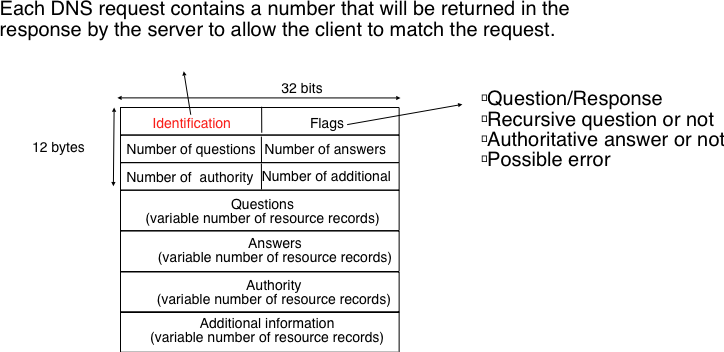 Each DNS request contains a number that will be returned in the
response by the server to allow the client to match the request.
32 bits
12 bytes
Identification
Flags
Number of questions
Number of answers
Number of authority
Number of additional
Questions
(variable number of resource records)
Answers
(variable number of resource records)
Authority
(variable number of resource records)
Additional information
(variable number of resource records)
▯Question/Response
▯Recursive question or not
▯Authoritative answer or not
▯Possible error